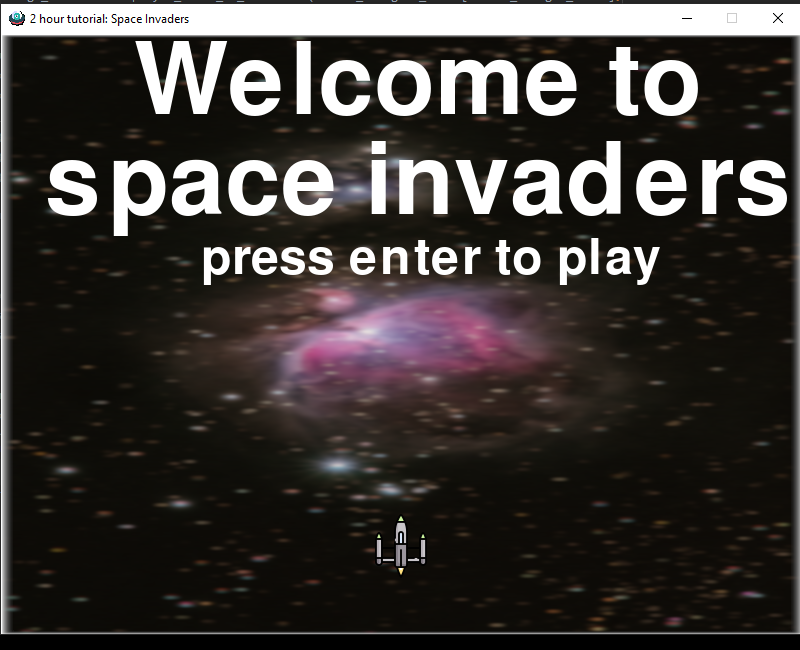 2 hour tutorial: Space Invaders
Welcome to
space invaders
press enter to play